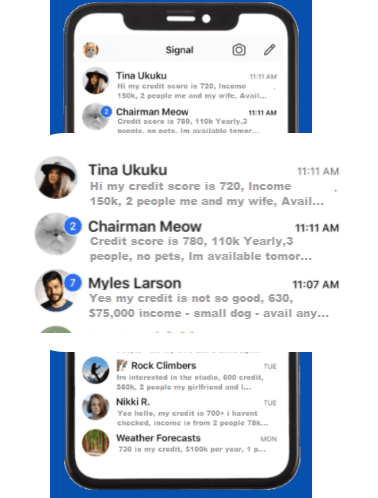 Signal
Tina Ukuku 11:11 AM
Hi my credit score is 720, Income
150k, 2 people me and my wife, Avail...
2
Chairman Meow 11:11 AM
Credit score is 780, 110k Yearly,3
people, no pets, Im available tomor...
Tina Ukuku 11:11 AM
Hi my credit score is 720, Income
150k, 2 people me and my wife, Avail...
2
Chairman Meow 11:11 AM
Credit score is 780, 110k Yearly,3
people, no pets, Im available tomor...
7
Myles Larson 11:07 AM
Yes my credit is not so good, 630,
$75,000 income - small dog - avail any...
Rock Climbers TUE
Im interested in the studio, 600 credit,
$60k, 2 people my girlfriend and I...
Nikki R. TUE
Yes hello, my credit is 700+ i havent
checked, income is from 2 people 78k...
Weather Forecasts MON
730 is my credit, $100k per year, 1 p...